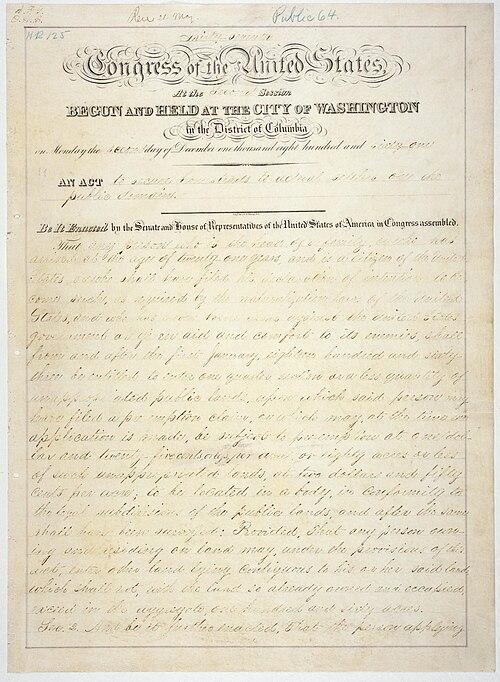 Public 64.
HR 125
Thirty-seventh
Congress of the United States,
At the second Session
BEGUN AND HELD AT THE CITY OF WASHINGTON
in the District of Columbia
on Monday the second day of December one thousand eight hundred and sixty one
AN ACT to secure homesteads to actual settlers on the
public domain.
Be It Enacted by the Senate and House of Representatives of the United States of America in Congress assembled,
That any person who is the head of a family, or who has
arrived at the age of twenty one years, and is a citizen of the United
States, or who shall have filed his declaration of intention to be-
come such, as required by the naturalization laws of the United
States, and who has never borne arms against the United States
government or given aid and comfort to its enemies, shall
from and after the first January, eighteen hundred and sixty
three be entitled to enter one quarter section or a less quantity of
unappropriated public lands, upon which said person may
have filed a preemption claim, or which may, at the time
application is made, be subject to preemption at one dol-
lar and twenty-five cents, or less, per acre; or eighty acres or less
of such unappropriated lands, at two dollars and fifty
cents per acre; to be located in a body, in conformity to
the legal subdivisions of the public lands, and after the same
shall have been surveyed: Provided, That any person own-
ing and residing on land may, under the provisions of this
act, enter other land lying contiguous to his or her said land,
which shall not, with the land so already owned and occupied,
exceed in the aggregate one hundred and sixty acres.
Sec. 2. And be it further enacted, That the person applying